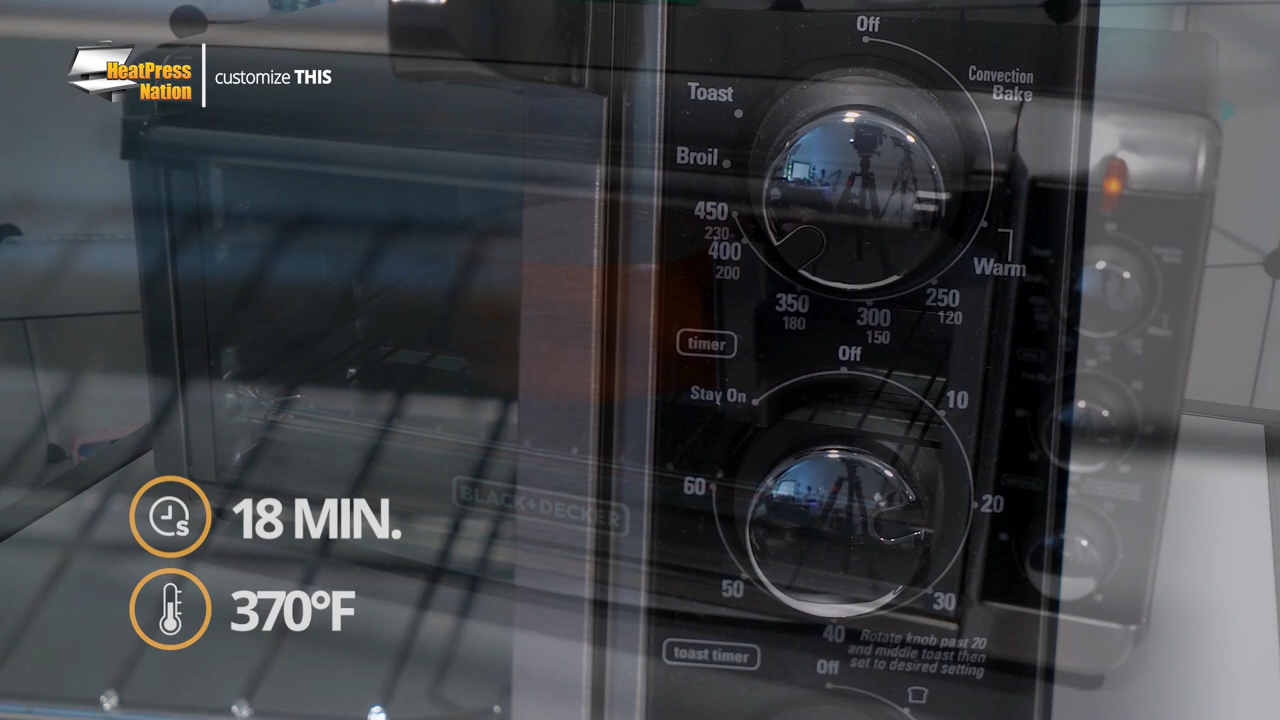 HeatPress
Nation
customize THIS
Off
Convection
Bake
Toast
Broil
450
230
400
200
350
180
300
150
250
120
Warm
timer
Off
Stay On
10
20
30
40
50
60
Rotate knob past 20
and middle toast then
set to desired setting
toast timer
Off
BLACK+DECKER
S
18 MIN.
370°F